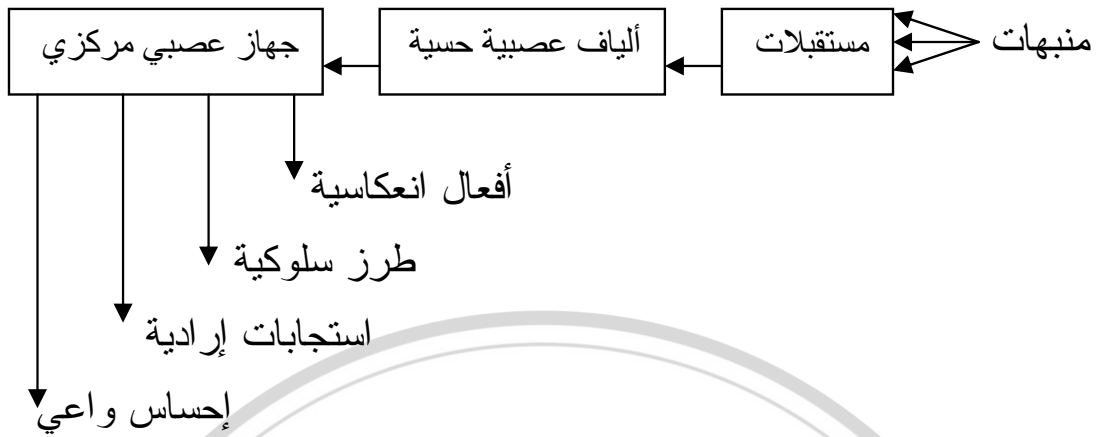 منبهات
مستقبلات
ألياف عصبية حسية
جهاز عصبي مركزي
أفعال انعكاسية
طرز سلوكية
استجابات إرادية
إحساس واعي